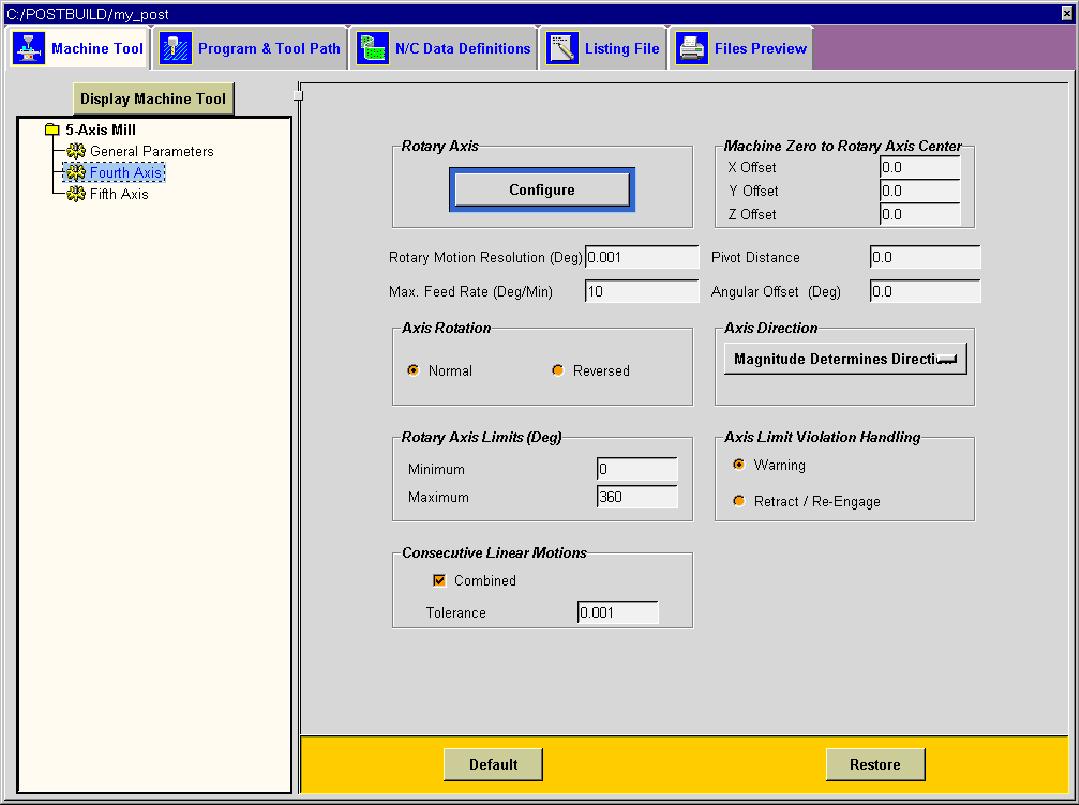 C:/POSTBUILD/my_post
Machine Tool
Program & Tool Path
N/C Data Definitions
Listing File
Files Preview
Display Machine Tool
5-Axis Mill
General Parameters
Fourth Axis
Fifth Axis
Rotary Axis
Configure
Machine Zero to Rotary Axis Center
X Offset 0.0
Y Offset 0.0
Z Offset 0.0
Rotary Motion Resolution (Deg) 0.001
Pivot Distance 0.0
Max. Feed Rate (Deg/Min) 10
Angular Offset (Deg) 0.0
Axis Rotation
Normal
Reversed
Axis Direction
Magnitude Determines Directi
Rotary Axis Limits (Deg)
Minimum 0
Maximum 360
Axis Limit Violation Handling
Warning
Retract / Re-Engage
Consecutive Linear Motions
Combined
Tolerance 0.001
Default
Restore